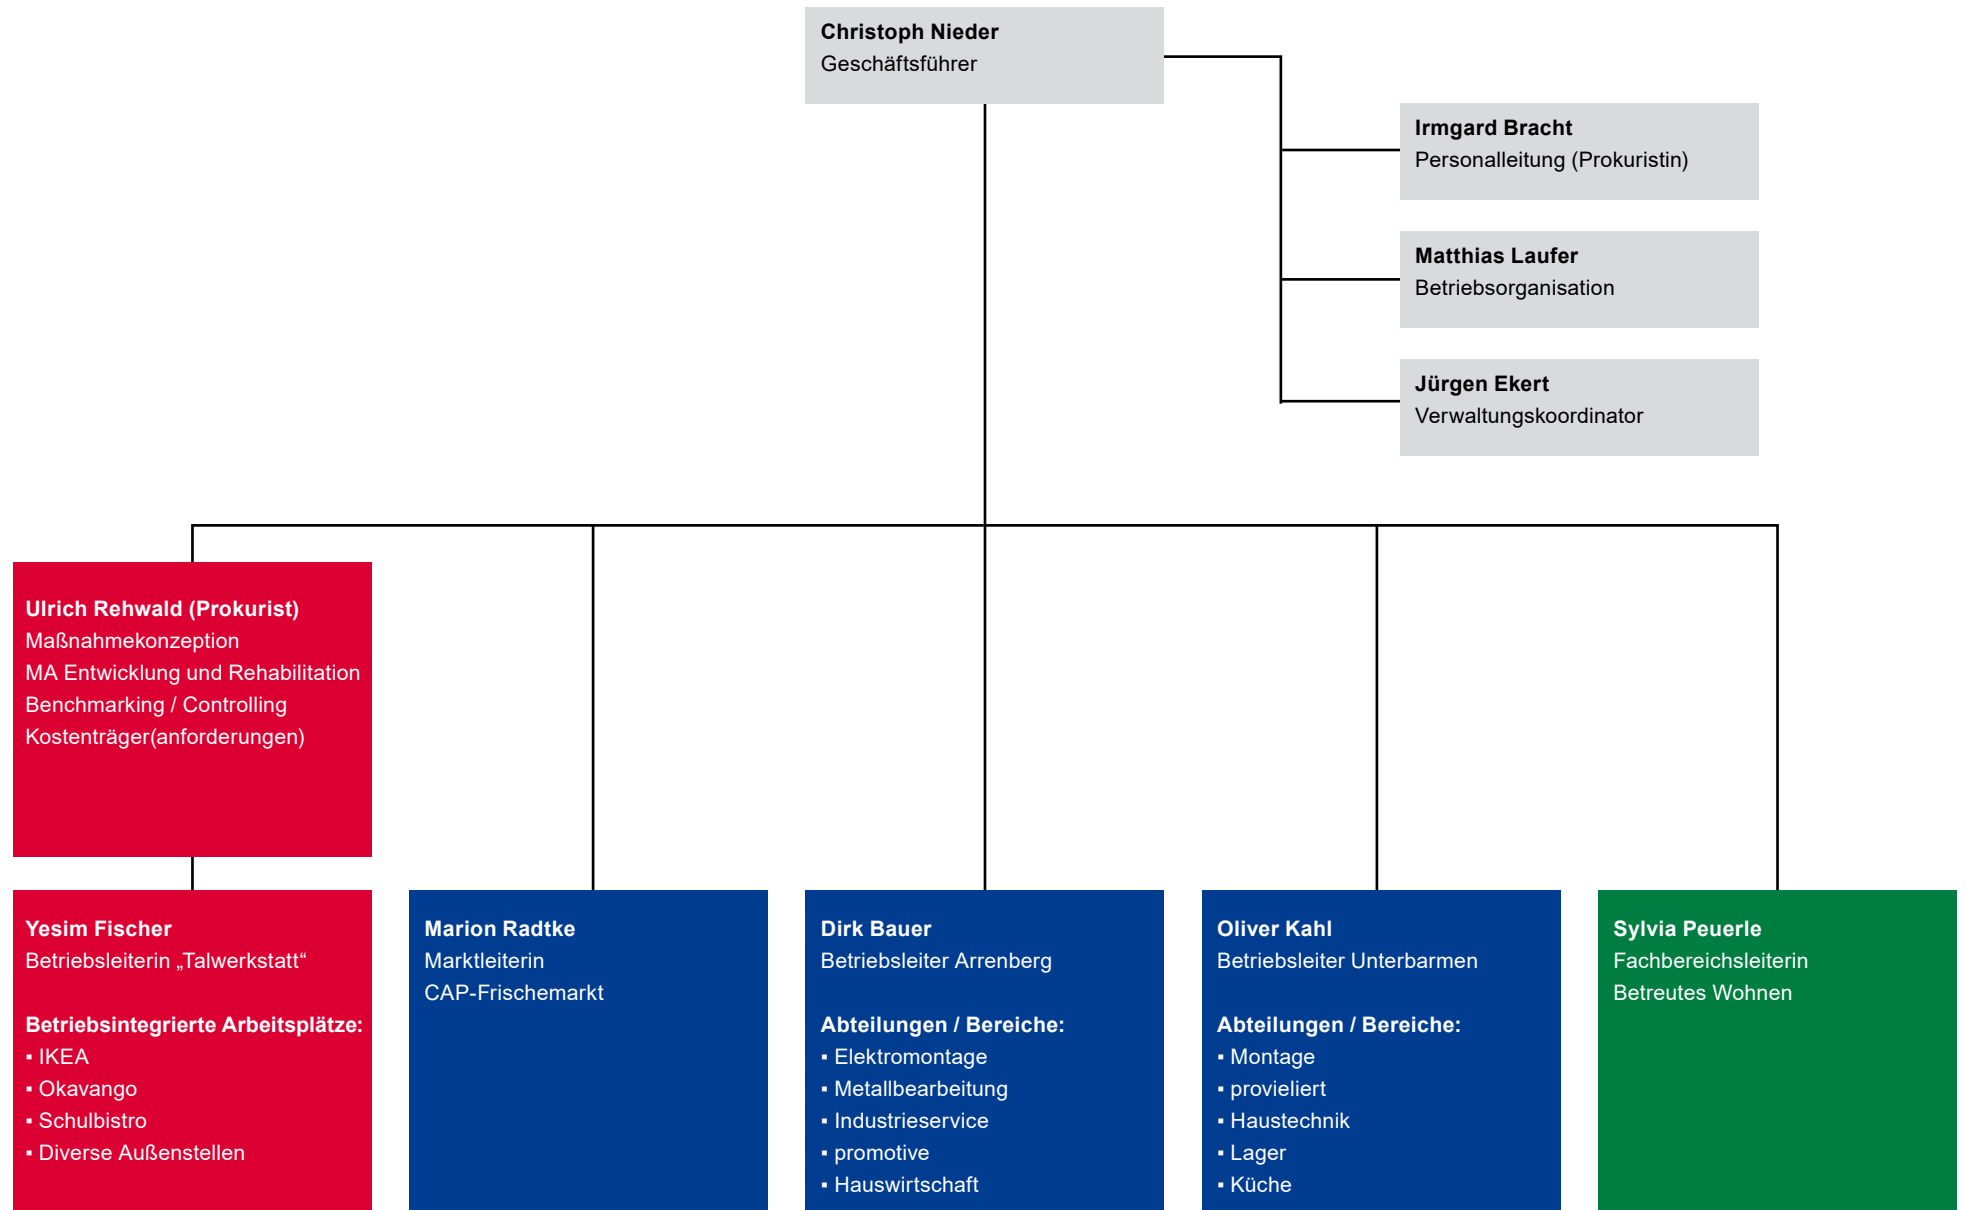 Christoph Nieder
Geschäftsführer
Irmgard Bracht
Personalleitung (Prokuristin)
Matthias Laufer
Betriebsorganisation
Jürgen Ekert
Verwaltungskoordinator
Ulrich Rehwald (Prokurist)
Maßnahmekonzeption
MA Entwicklung und Rehabilitation
Benchmarking / Controlling
Kostenträger(anforderungen)
Yesim Fischer
Betriebsleiterin „Talwerkstatt“
Betriebsintegrierte Arbeitsplätze:
▪ IKEA
▪ Okavango
▪ Schulbistro
▪ Diverse Außenstellen
Marion Radtke
Marktleiterin
CAP-Frischemarkt
Dirk Bauer
Betriebsleiter Arrenberg
Abteilungen / Bereiche:
▪ Elektromontage
▪ Metallbearbeitung
▪ Industrieservice
▪ promotive
▪ Hauswirtschaft
Oliver Kahl
Betriebsleiter Unterbarmen
Abteilungen / Bereiche:
▪ Montage
▪ provieliert
▪ Haustechnik
▪ Lager
▪ Küche
Sylvia Peuerle
Fachbereichsleiterin
Betreutes Wohnen